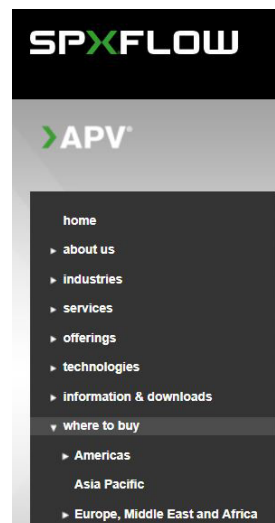 SPXFLOW
APV®
home
about us
industries
services
offerings
technologies
information & downloads
where to buy
Americas
Asia Pacific
Europe, Middle East and Africa